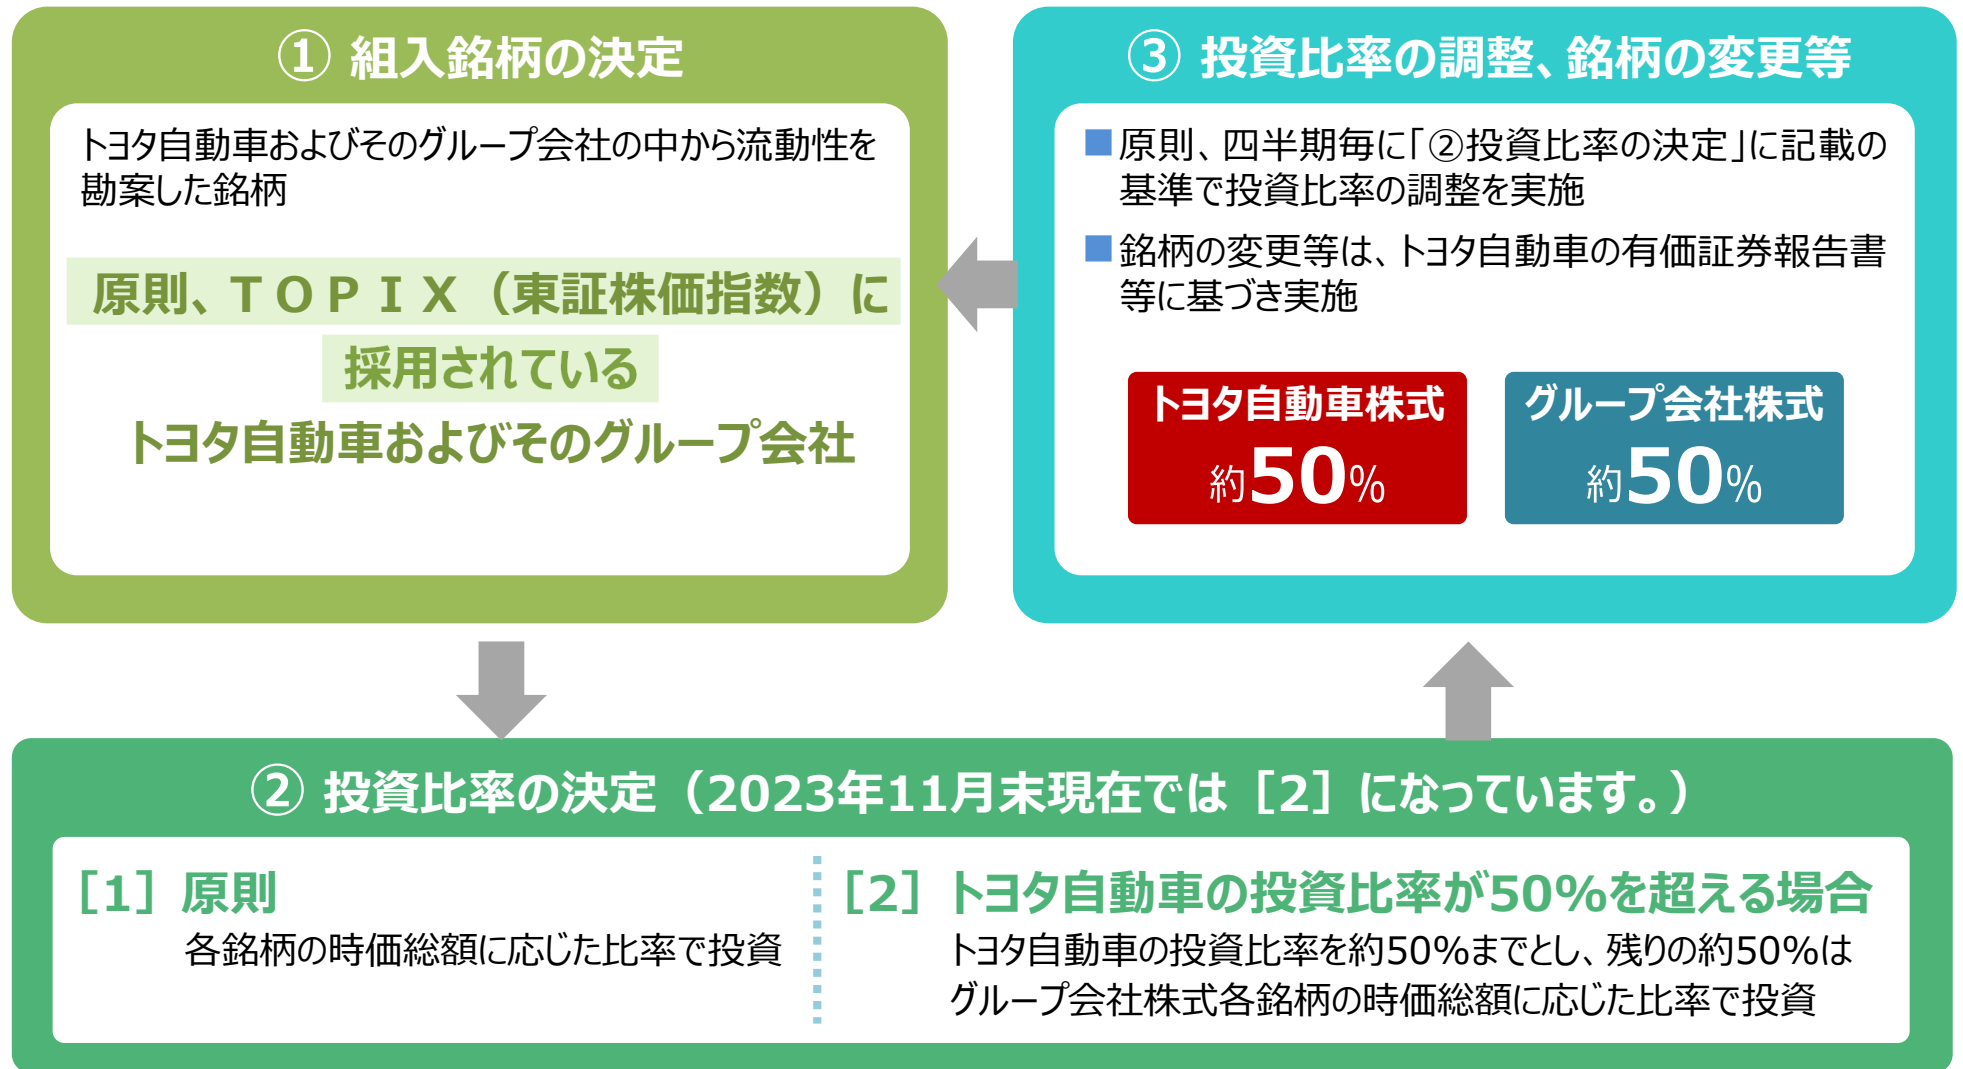 ① 組入銘柄の決定
トヨタ自動車およびそのグループ会社の中から流動性を
勘案した銘柄
原則、ＴＯＰＩＸ（東証株価指数）に
採用されている
トヨタ自動車およびそのグループ会社
② 投資比率の決定（2023年11月末現在では［2］になっています。）
［1］原則
各銘柄の時価総額に応じた比率で投資
［2］トヨタ自動車の投資比率が50%を超える場合
トヨタ自動車の投資比率を約50%までとし、残りの約50%は
グループ会社株式各銘柄の時価総額に応じた比率で投資
③ 投資比率の調整、銘柄の変更等
■原則、四半期毎に「②投資比率の決定」に記載の
基準で投資比率の調整を実施
■銘柄の変更等は、トヨタ自動車の有価証券報告書
等に基づき実施
トヨタ自動車株式
約50%
グループ会社株式
約50%